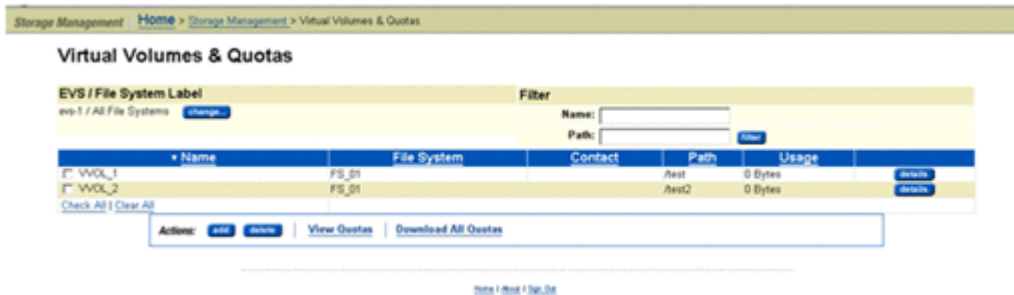 Storage Management | Home > Storage Management > Virtual Volumes & Quotas
Virtual Volumes & Quotas
EVS / File System Label
evs-1 / All File Systems change...
Filter
Name:
Path: filter
▾ Name File System Contact Path Usage
VVOL_1 FS_01 /test 0 Bytes details
VVOL_2 FS_01 /test2 0 Bytes details
Check All | Clear All
Actions: add delete | View Quotas | Download All Quotas
Home | About | Sign Out